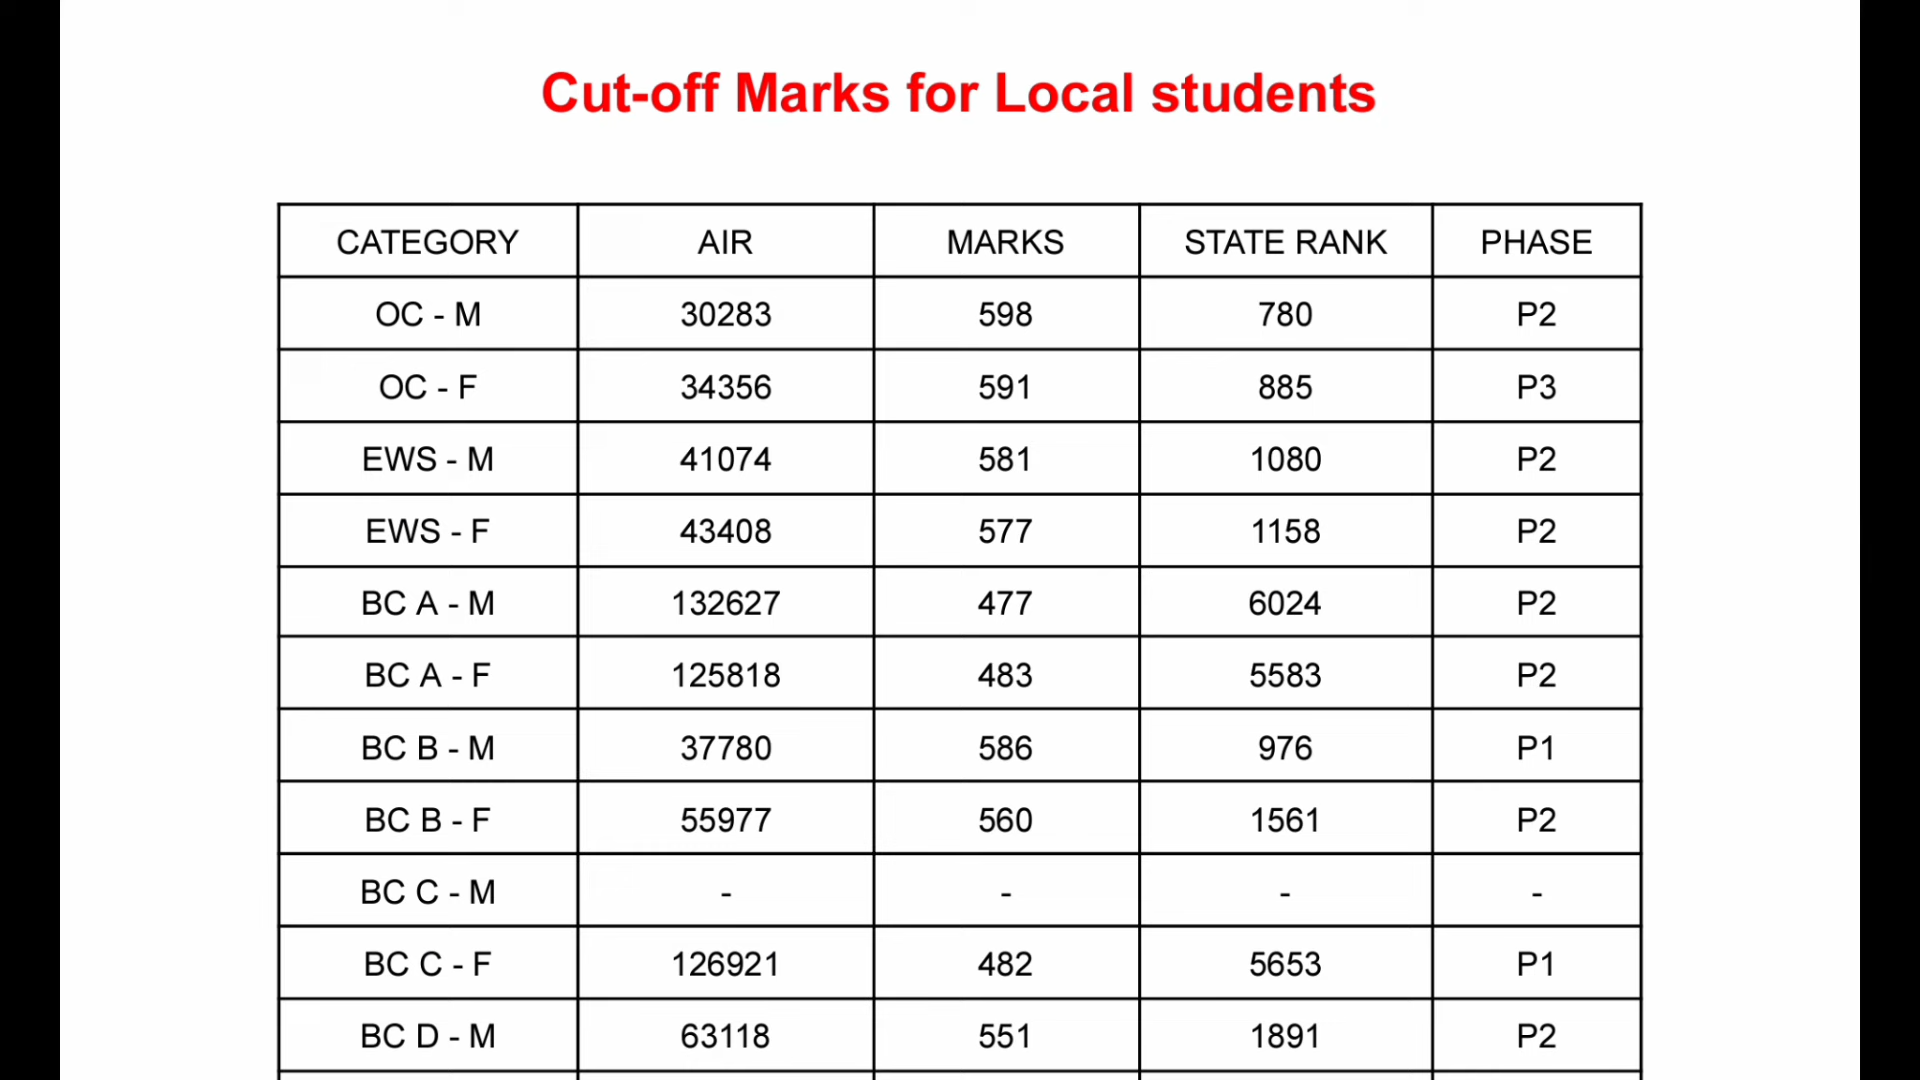 Cut-off Marks for Local students
CATEGORY AIR MARKS STATE RANK PHASE
OC - M 30283 598 780 P2
OC - F 34356 591 885 P3
EWS - M 41074 581 1080 P2
EWS - F 43408 577 1158 P2
BC A - M 132627 477 6024 P2
BC A - F 125818 483 5583 P2
BC B - M 37780 586 976 P1
BC B - F 55977 560 1561 P2
BC C - M - - - -
BC C - F 126921 482 5653 P1
BC D - M 63118 551 1891 P2